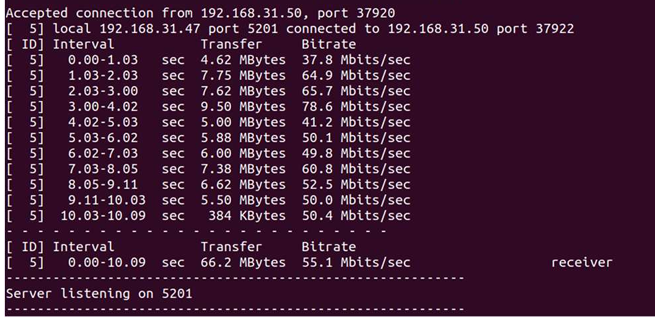 Accepted connection from 192.168.31.50, port 37920
[  5] local 192.168.31.47 port 5201 connected to 192.168.31.50 port 37922
[ ID] Interval           Transfer     Bitrate
[  5]   0.00-1.03   sec  4.62 MBytes  37.8 Mbits/sec
[  5]   1.03-2.03   sec  7.75 MBytes  64.9 Mbits/sec
[  5]   2.03-3.00   sec  7.62 MBytes  65.7 Mbits/sec
[  5]   3.00-4.02   sec  9.50 MBytes  78.6 Mbits/sec
[  5]   4.02-5.03   sec  5.00 MBytes  41.2 Mbits/sec
[  5]   5.03-6.02   sec  5.88 MBytes  50.1 Mbits/sec
[  5]   6.02-7.03   sec  6.00 MBytes  49.8 Mbits/sec
[  5]   7.03-8.05   sec  7.38 MBytes  60.8 Mbits/sec
[  5]   8.05-9.11   sec  6.62 MBytes  52.5 Mbits/sec
[  5]   9.11-10.03  sec  5.50 MBytes  50.0 Mbits/sec
[  5]  10.03-10.09  sec   384 KBytes  50.4 Mbits/sec
- - - - - - - - - - - - - - - - - - - - - - - - -
[ ID] Interval           Transfer     Bitrate
[  5]   0.00-10.09  sec  66.2 MBytes  55.1 Mbits/sec                  receiver
-----------------------------------------------------------
Server listening on 5201
-----------------------------------------------------------